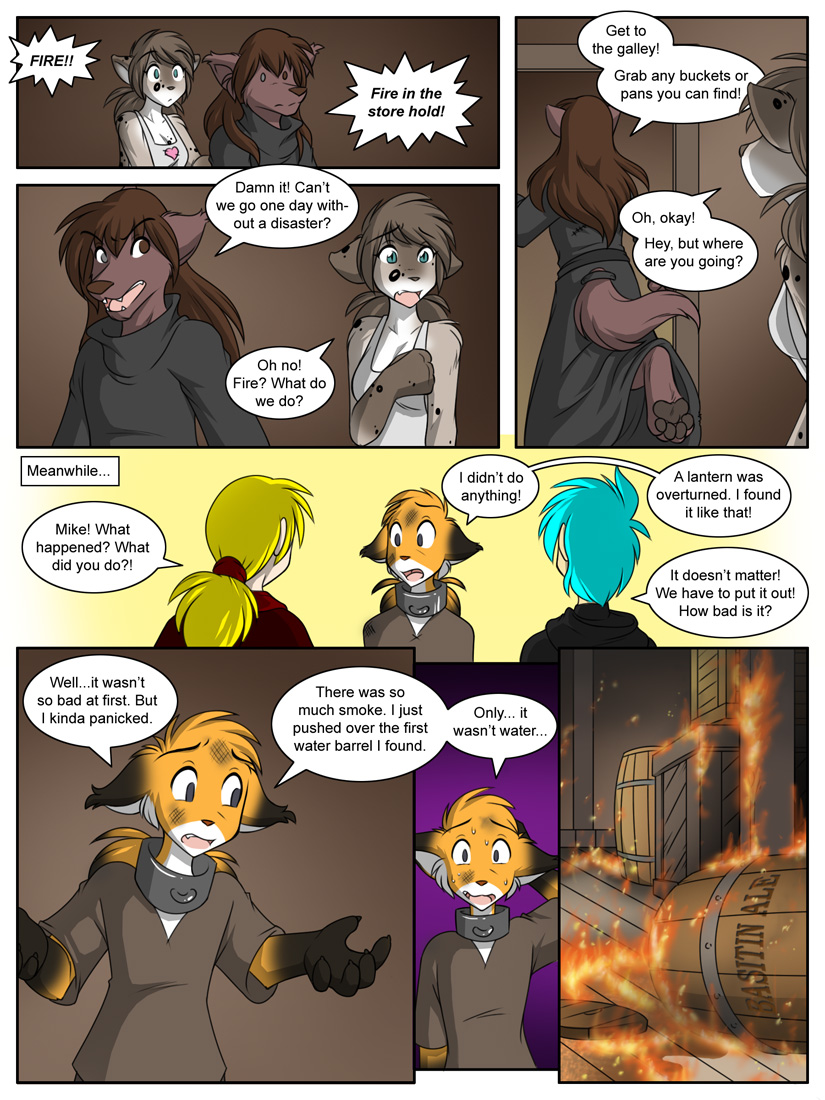 FIRE!!
Fire in the
store hold!
Damn it! Can't
we go one day with-
out a disaster?
Oh no!
Fire? What do
we do?
Get to
the galley!
Grab any buckets or
pans you can find!
Oh, okay!
Hey, but where
are you going?
Meanwhile...
Mike! What
happened? What
did you do?!
I didn't do
anything!
A lantern was
overturned. I found
it like that!
It doesn't matter!
We have to put it out!
How bad is it?
Well...it wasn't
so bad at first. But
I kinda panicked.
There was so
much smoke. I just
pushed over the first
water barrel I found.
Only... it
wasn't water...
BASITIN ALE